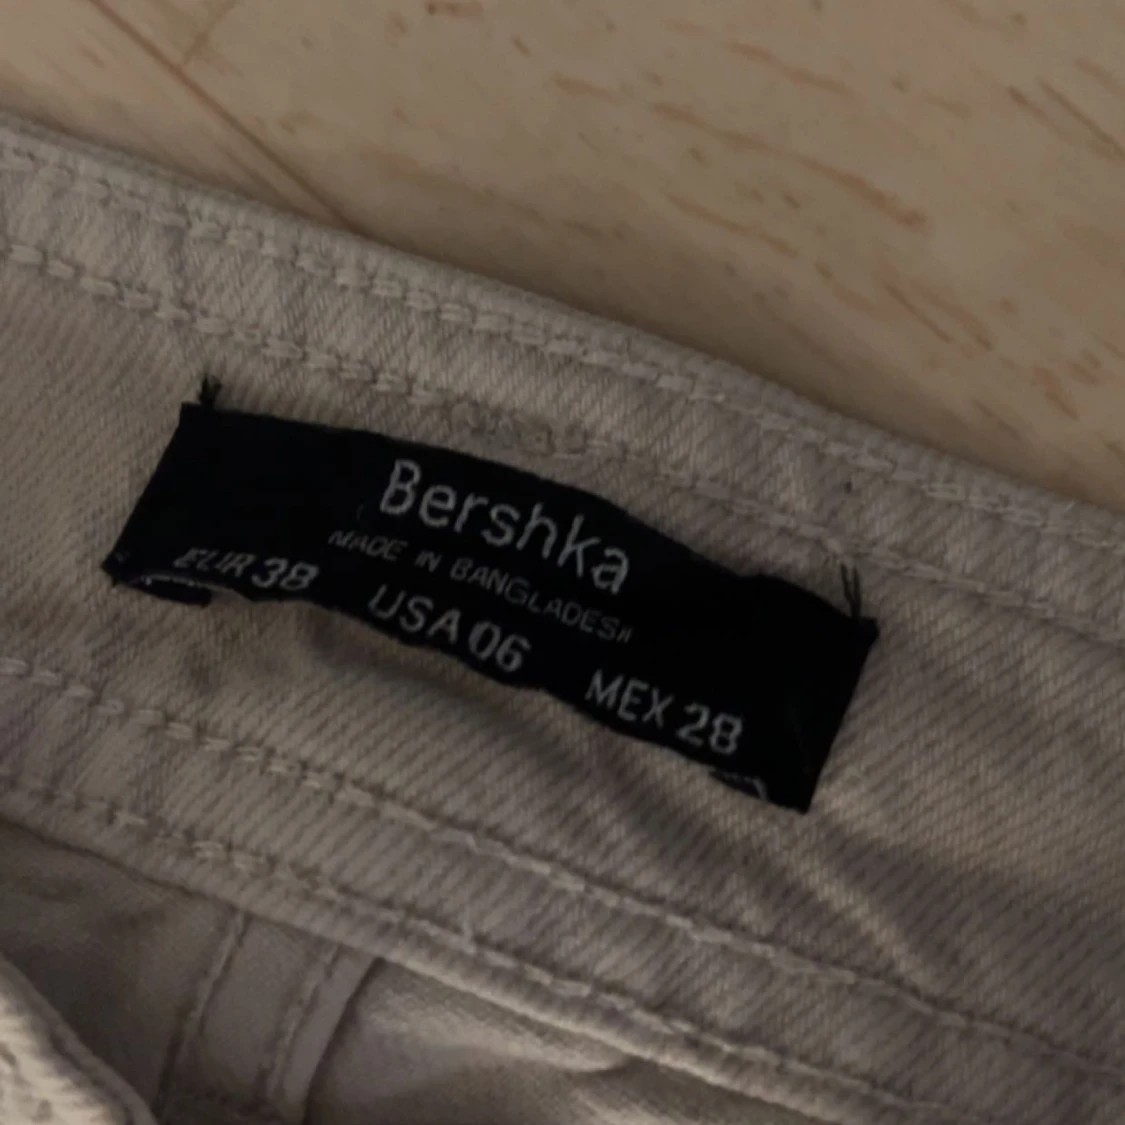 Bershka
MADE IN BANGLADESH
EUR 38 USA 06 MEX 28